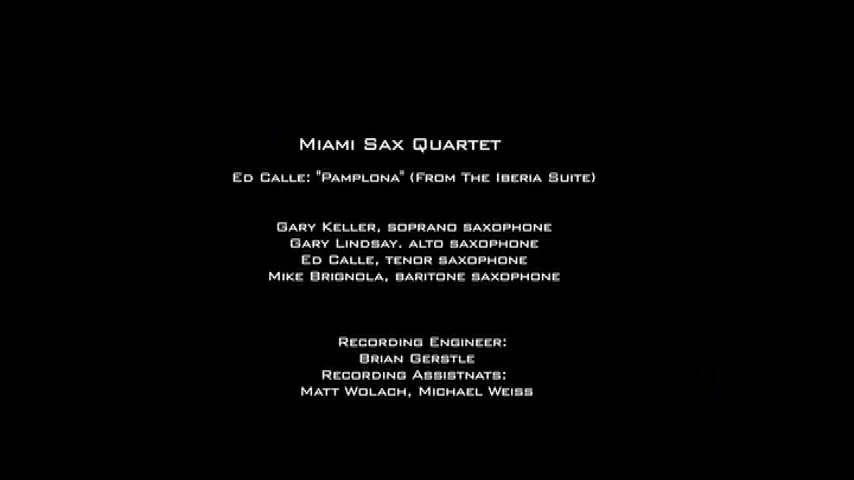 Miami Sax Quartet
Ed Calle: "Pamplona" (From The Iberia Suite)
Gary Keller, soprano saxophone
Gary Lindsay. alto saxophone
Ed Calle, tenor saxophone
Mike Brignola, baritone saxophone
Recording Engineer:
Brian Gerstle
Recording Assistnats:
Matt Wolach, Michael Weiss